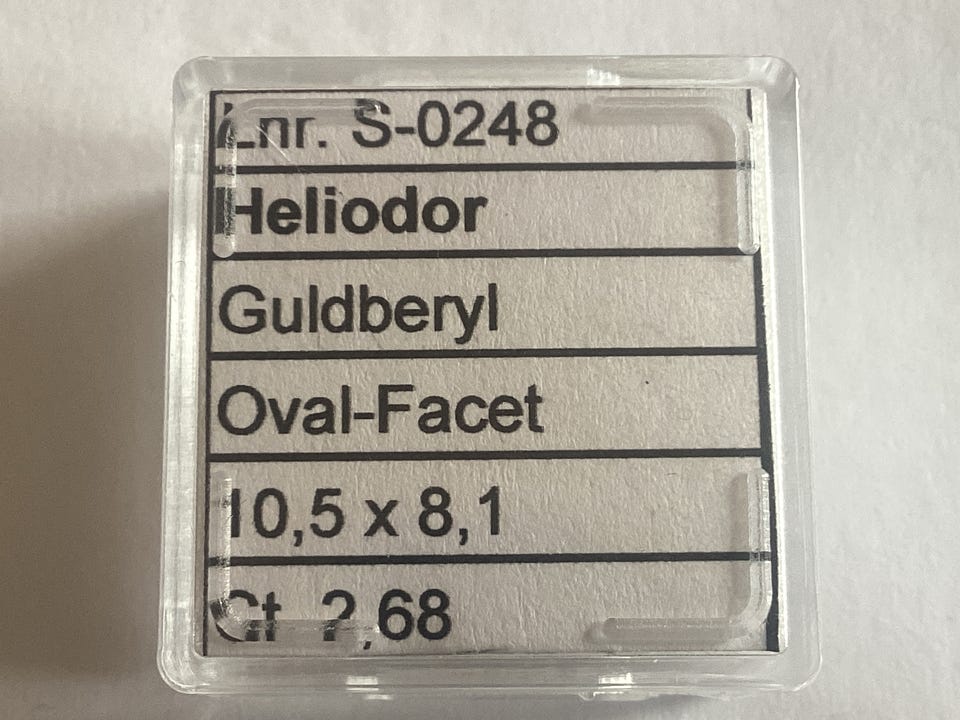 Lnr. S-0248
Heliodor
Guldberyl
Oval-Facet
10,5 x 8,1
Ct 2,68